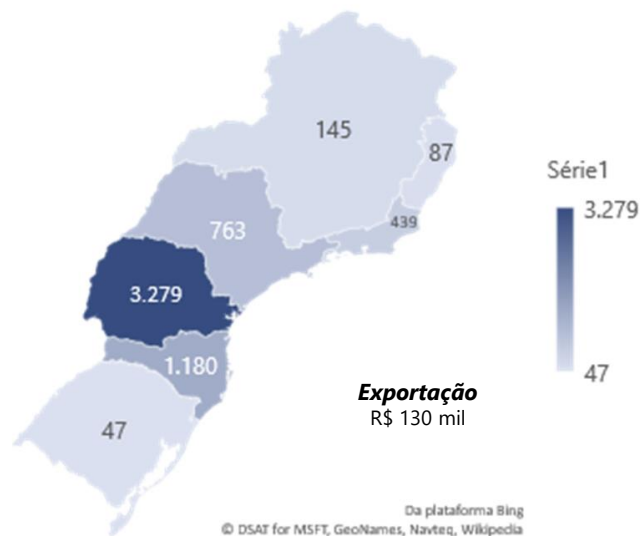 145
87
Série1
3.279
439
763
3.279
1.180
47
Exportação
R$ 130 mil
47
Da plataforma Bing
© DSAT for MSFT, GeoNames, Navteq, Wikipedia